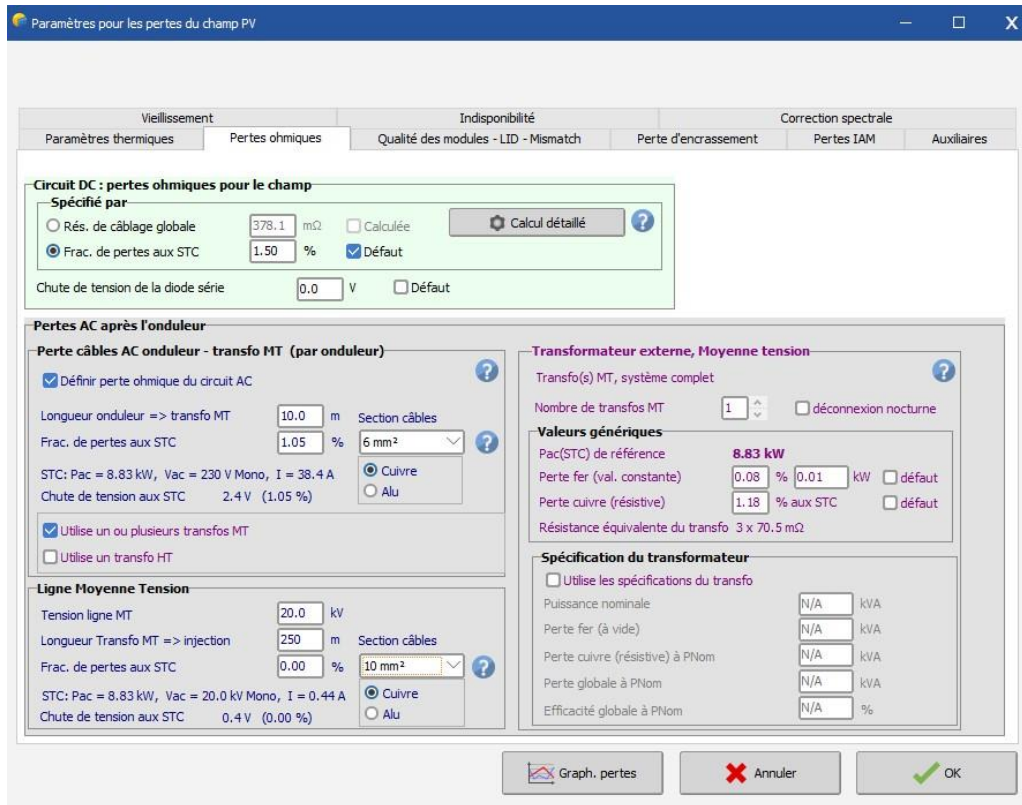 Paramètres pour les pertes du champ PV
Vieillissement Indisponibilité Correction spectrale
Paramètres thermiques Pertes ohmiques Qualité des modules - LID - Mismatch Perte d'encrassement Pertes IAM Auxiliaires
Circuit DC : pertes ohmiques pour le champ
Spécifié par
Rés. de câblage globale 378.1 mΩ Calculée
Calcul détaillé
Frac. de pertes aux STC 1.50 % Défaut
Chute de tension de la diode série 0.0 V Défaut
Pertes AC après l'onduleur
Perte câbles AC onduleur - transfo MT (par onduleur)
Définir perte ohmique du circuit AC
Longueur onduleur => transfo MT 10.0 m Section câbles
Frac. de pertes aux STC 1.05 % 6 mm²
STC: Pac = 8.83 kW, Vac = 230 V Mono, I = 38.4 A
Cuivre
Chute de tension aux STC 2.4 V (1.05 %)
Alu
Utilise un ou plusieurs transfos MT
Utilise un transfo HT
Ligne Moyenne Tension
Tension ligne MT 20.0 kV
Longueur Transfo MT => injection 250 m Section câbles
Frac. de pertes aux STC 0.00 % 10 mm²
STC: Pac = 8.83 kW, Vac = 20.0 kV Mono, I = 0.44 A
Cuivre
Chute de tension aux STC 0.4 V (0.00 %)
Alu
Transformateur externe, Moyenne tension
Transfo(s) MT, système complet
Nombre de transfos MT 1 déconnexion nocturne
Valeurs génériques
Pac(STC) de référence 8.83 kW
Perte fer (val. constante) 0.08 % 0.01 kW défaut
Perte cuivre (résistive) 1.18 % aux STC défaut
Résistance équivalente du transfo 3 x 70.5 mΩ
Spécification du transformateur
Utilise les spécifications du transfo
Puissance nominale N/A kVA
Perte fer (à vide) N/A kVA
Perte cuivre (résistive) à PNom N/A kVA
Perte globale à PNom N/A kVA
Efficacité globale à PNom N/A %
Graph. pertes Annuler OK